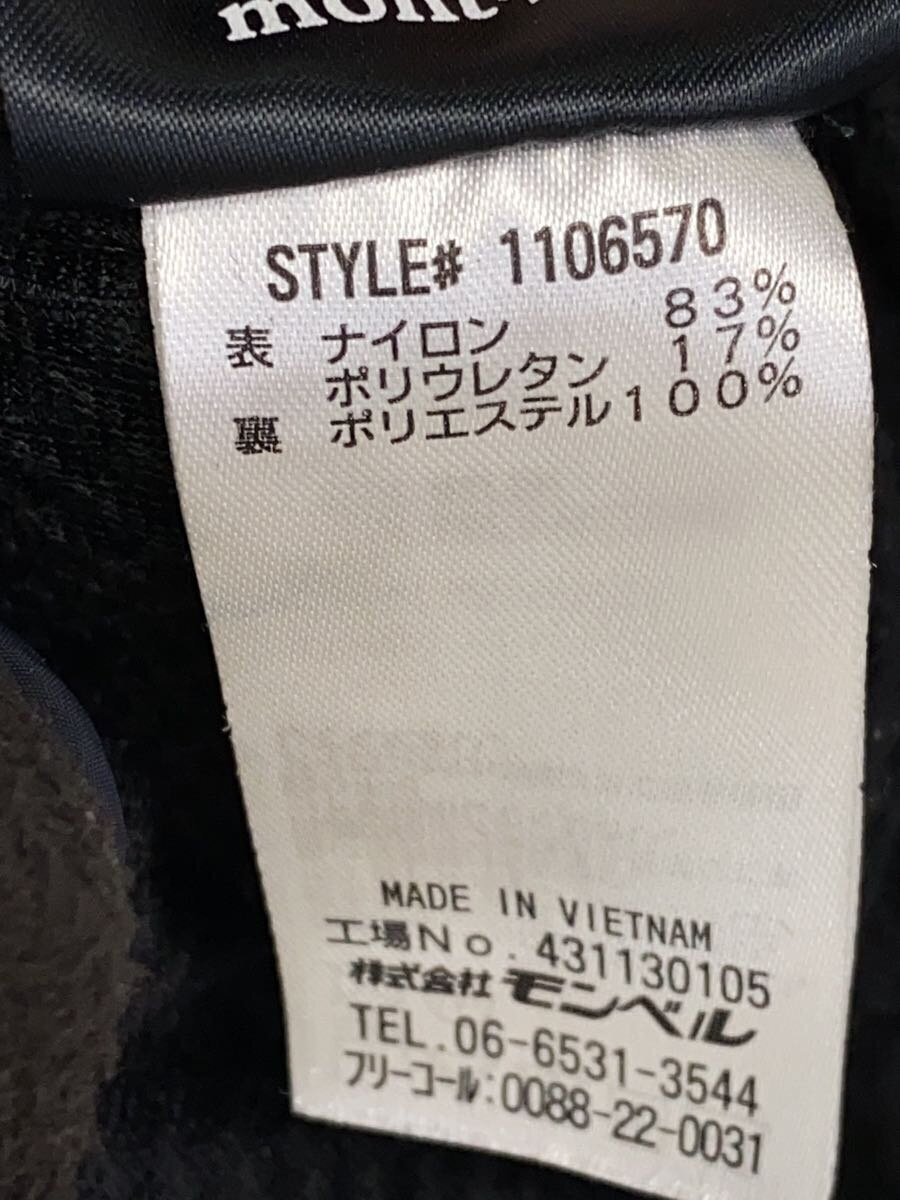 mont
STYLE# 1106570
表 ナイロン 83%
ポリウレタン 17%
裏 ポリエステル100%
MADE IN VIETNAM
工場No.431130105
株式会社モンベル
TEL.06-6531-3544
フリーコール:0088-22-0031